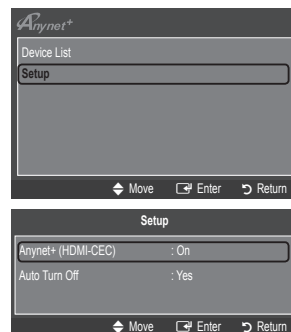 Anynet+
Device List
Setup
Move Enter Return
Setup
Anynet+ (HDMI-CEC) : On
Auto Turn Off : Yes
Move Enter Return